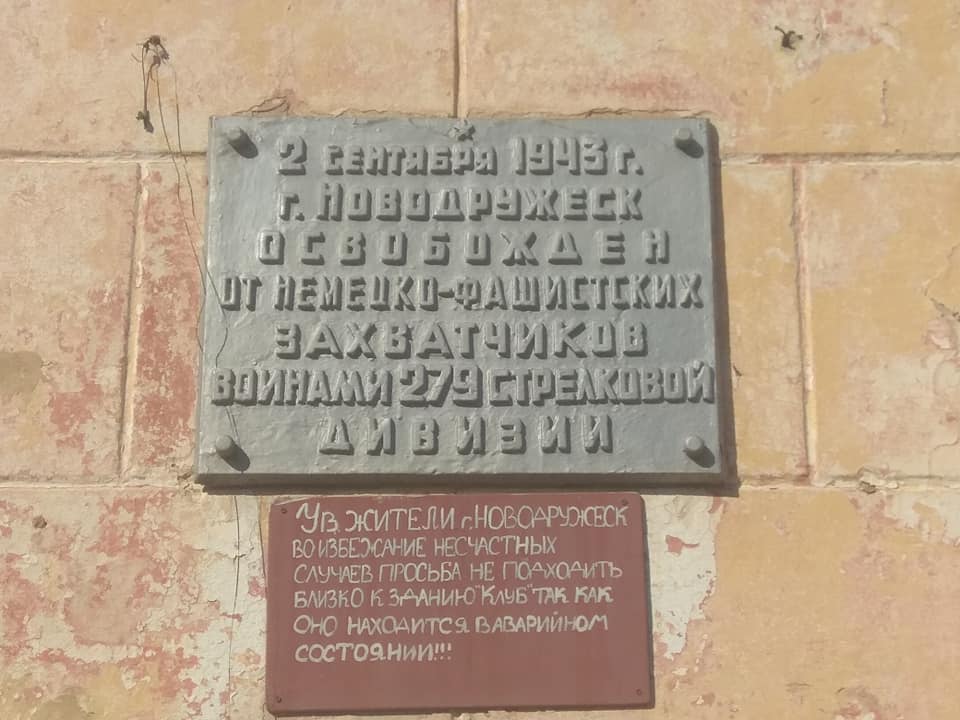 2 СЕНТЯБРЯ 1943 г.
г. НОВОДРУЖЕСК
ОСВОБОЖДЕН
ОТ НЕМЕЦКО-ФАШИСТСКИХ
ЗАХВАТЧИКОВ
ВОИНАМИ 279 СТРЕЛКОВОЙ
ДИВИЗИИ
УВ. ЖИТЕЛИ г. НОВОДРУЖЕСК
ВО ИЗБЕЖАНИЕ НЕСЧАСТНЫХ
СЛУЧАЕВ ПРОСЬБА НЕ ПОДХОДИТЬ
БЛИЗКО К ЗДАНИЮ "КЛУБ" ТАК КАК
ОНО НАХОДИТСЯ В АВАРИЙНОМ
СОСТОЯНИИ!!!